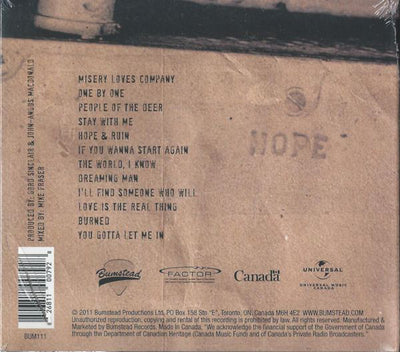 MISERY LOVES COMPANY
ONE BY ONE
PEOPLE OF THE DEER
STAY WITH ME
HOPE & RUIN
IF YOU WANNA START AGAIN
THE WORLD, I KNOW
DREAMING MAN
I'LL FIND SOMEONE WHO WILL
LOVE IS THE REAL THING
BURNED
YOU GOTTA LET ME IN
HOPE
PRODUCED BY: GORD SINCLAIR & JOHN-ANGUS MACDONALD
MIXED BY: MIKE FRASER
6 26811 00792
BUM111
Bumstead
FACTOR
Canada
UNIVERSAL
UNIVERSAL MUSIC
CANADA
© 2011 Bumstead Productions Ltd, PO Box 158 Stn "E", Toronto, ON, Canada M6H 4E2 WWW.BUMSTEAD.COM
Unauthorized reproduction, copying and rental of this recording is prohibited by law. All rights reserved. Manufactured &
Marketed by Bumstead Records. Made in Canada. "We acknowledge the financial support of the Government of Canada
through the Department of Canadian Heritage (Canada Music Fund) and of Canada's Private Radio Broadcasters."